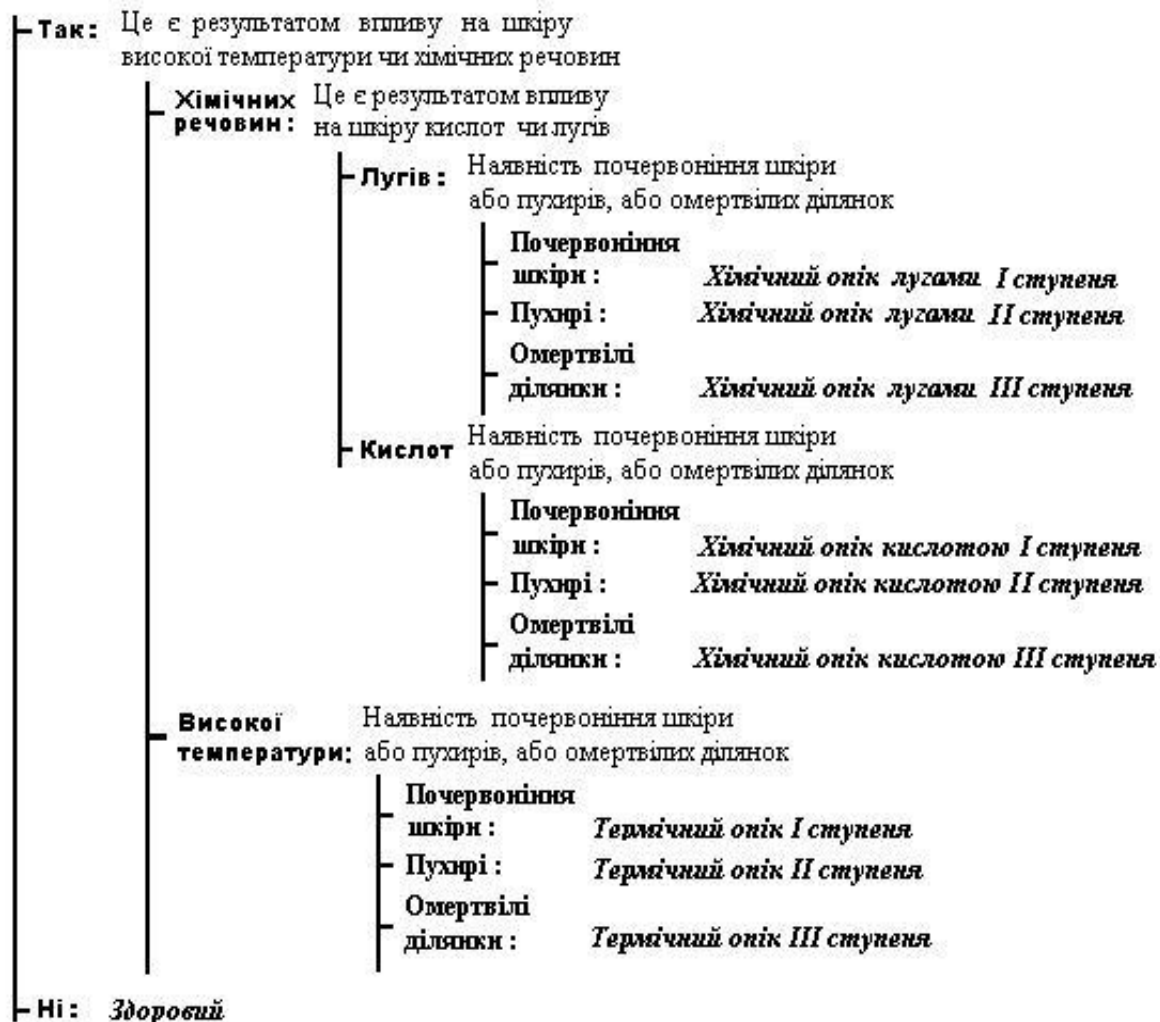 Так: Це є результатом впливу на шкіру
високої температури чи хімічних речовин
Хімічних Це є результатом впливу
речовин: на шкіру кислот чи лугів
Лугів: Наявність почервоніння шкіри
або пухирів, або омертвілих ділянок
Почервоніння
шкіри: Хімічний опік лугами I ступеня
Пухирі: Хімічний опік лугами II ступеня
Омертвілі
ділянки: Хімічний опік лугами III ступеня
Кислот Наявність почервоніння шкіри
або пухирів, або омертвілих ділянок
Почервоніння
шкіри: Хімічний опік кислотою I ступеня
Пухирі: Хімічний опік кислотою II ступеня
Омертвілі
ділянки: Хімічний опік кислотою III ступеня
Високої Наявність почервоніння шкіри
температури: або пухирів, або омертвілих ділянок
Почервоніння
шкіри: Термічний опік I ступеня
Пухирі: Термічний опік II ступеня
Омертвілі
ділянки: Термічний опік III ступеня
Ні: Здоровий